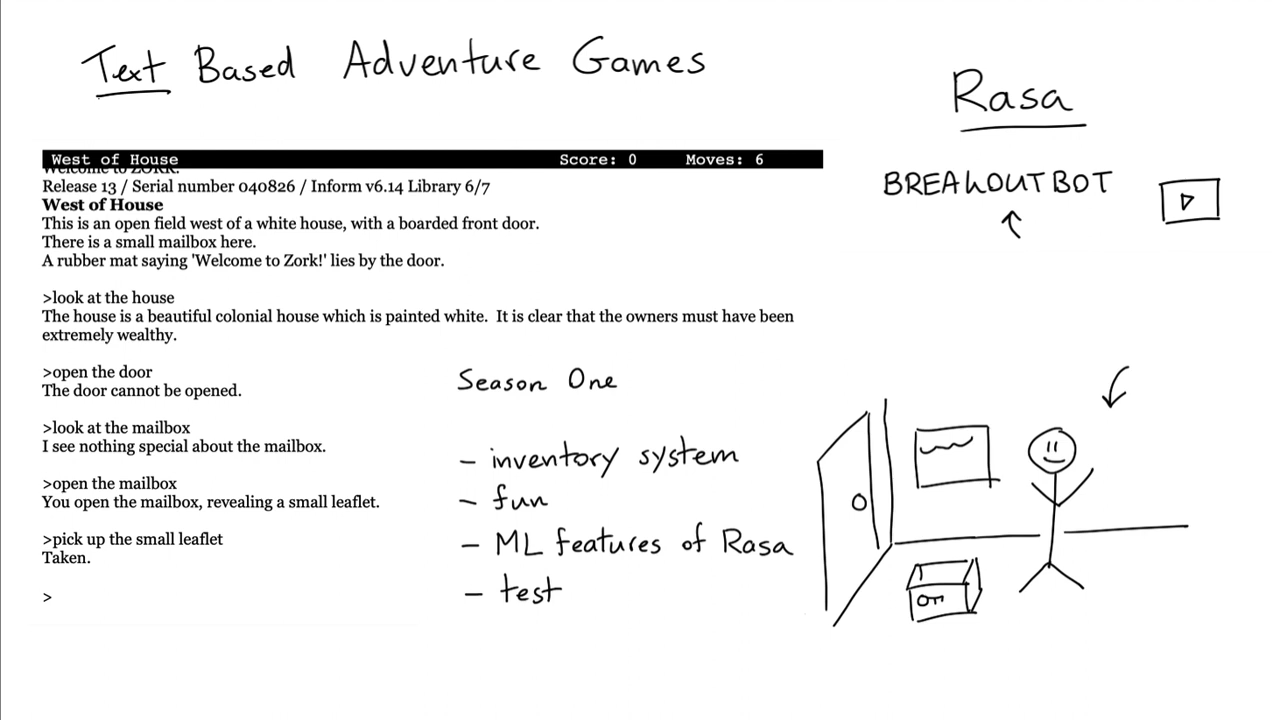 Text Based Adventure Games
Rasa
BREAKOUTBOT
West of House Score: 0 Moves: 6
Welcome to ZORK.
Release 13 / Serial number 040826 / Inform v6.14 Library 6/7
West of House
This is an open field west of a white house, with a boarded front door.
There is a small mailbox here.
A rubber mat saying 'Welcome to Zork!' lies by the door.
>look at the house
The house is a beautiful colonial house which is painted white. It is clear that the owners must have been
extremely wealthy.
>open the door
The door cannot be opened.
>look at the mailbox
I see nothing special about the mailbox.
>open the mailbox
You open the mailbox, revealing a small leaflet.
>pick up the small leaflet
Taken.
>
Season One
- inventory system
- fun
- ML features of Rasa
- test